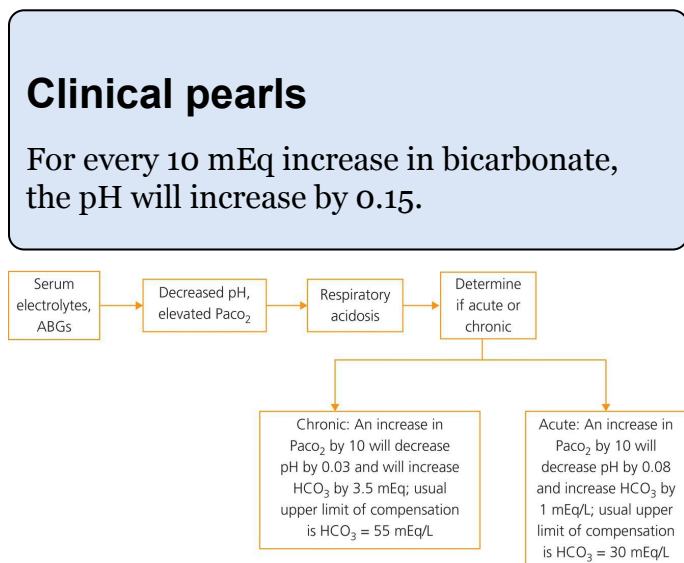 Clinical pearls
For every 10 mEq increase in bicarbonate,
the pH will increase by 0.15.
Serum
electrolytes,
ABGs
Decreased pH,
elevated Paco₂
Respiratory
acidosis
Determine
if acute or
chronic
Chronic: An increase in
Paco₂ by 10 will decrease
pH by 0.03 and will increase
HCO₃ by 3.5 mEq; usual
upper limit of compensation
is HCO₃ = 55 mEq/L
Acute: An increase in
Paco₂ by 10 will
decrease pH by 0.08
and increase HCO₃ by
1 mEq/L; usual upper
limit of compensation
is HCO₃ = 30 mEq/L